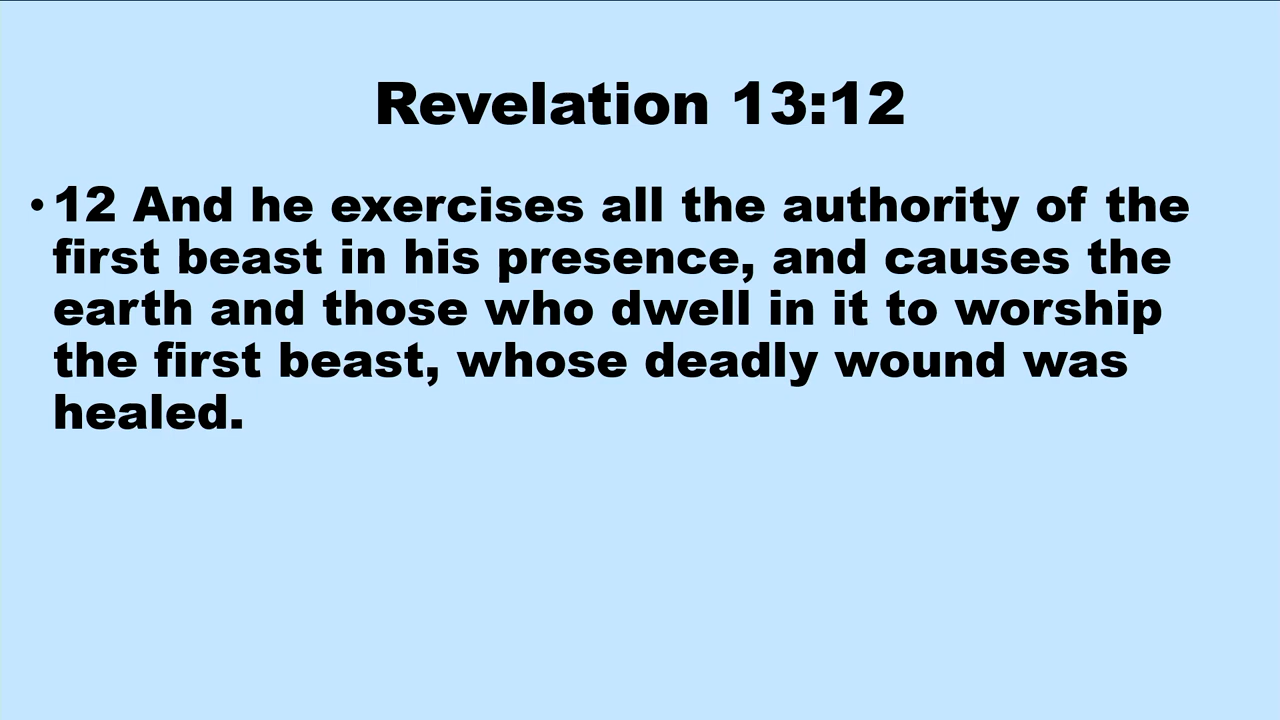 Revelation 13:12
• 12 And he exercises all the authority of the
first beast in his presence, and causes the
earth and those who dwell in it to worship
the first beast, whose deadly wound was
healed.